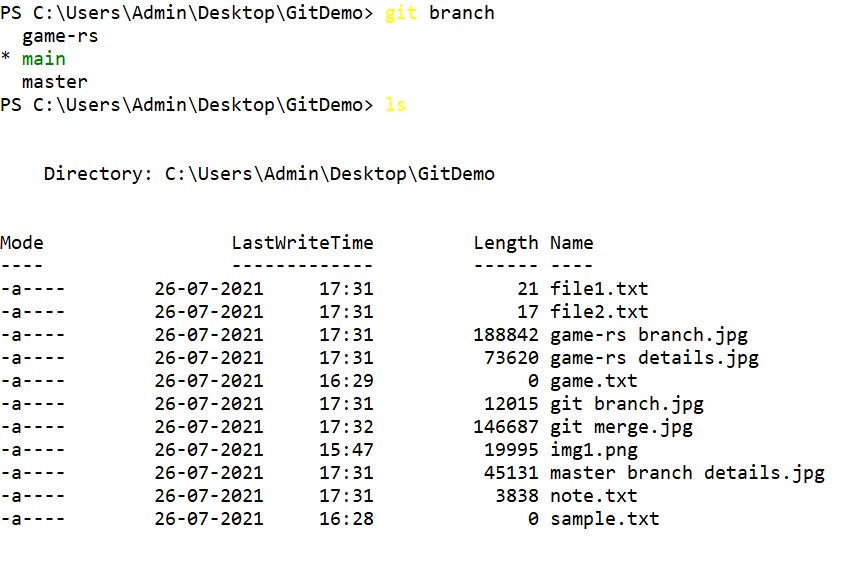 PS C:\Users\Admin\Desktop\GitDemo> git branch
  game-rs
* main
  master
PS C:\Users\Admin\Desktop\GitDemo> ls
    Directory: C:\Users\Admin\Desktop\GitDemo
Mode                 LastWriteTime         Length Name
----                 -------------         ------ ----
-a----        26-07-2021     17:31             21 file1.txt
-a----        26-07-2021     17:31             17 file2.txt
-a----        26-07-2021     17:31         188842 game-rs branch.jpg
-a----        26-07-2021     17:31          73620 game-rs details.jpg
-a----        26-07-2021     16:29              0 game.txt
-a----        26-07-2021     17:31          12015 git branch.jpg
-a----        26-07-2021     17:32         146687 git merge.jpg
-a----        26-07-2021     15:47          19995 img1.png
-a----        26-07-2021     17:31          45131 master branch details.jpg
-a----        26-07-2021     17:31           3838 note.txt
-a----        26-07-2021     16:28              0 sample.txt